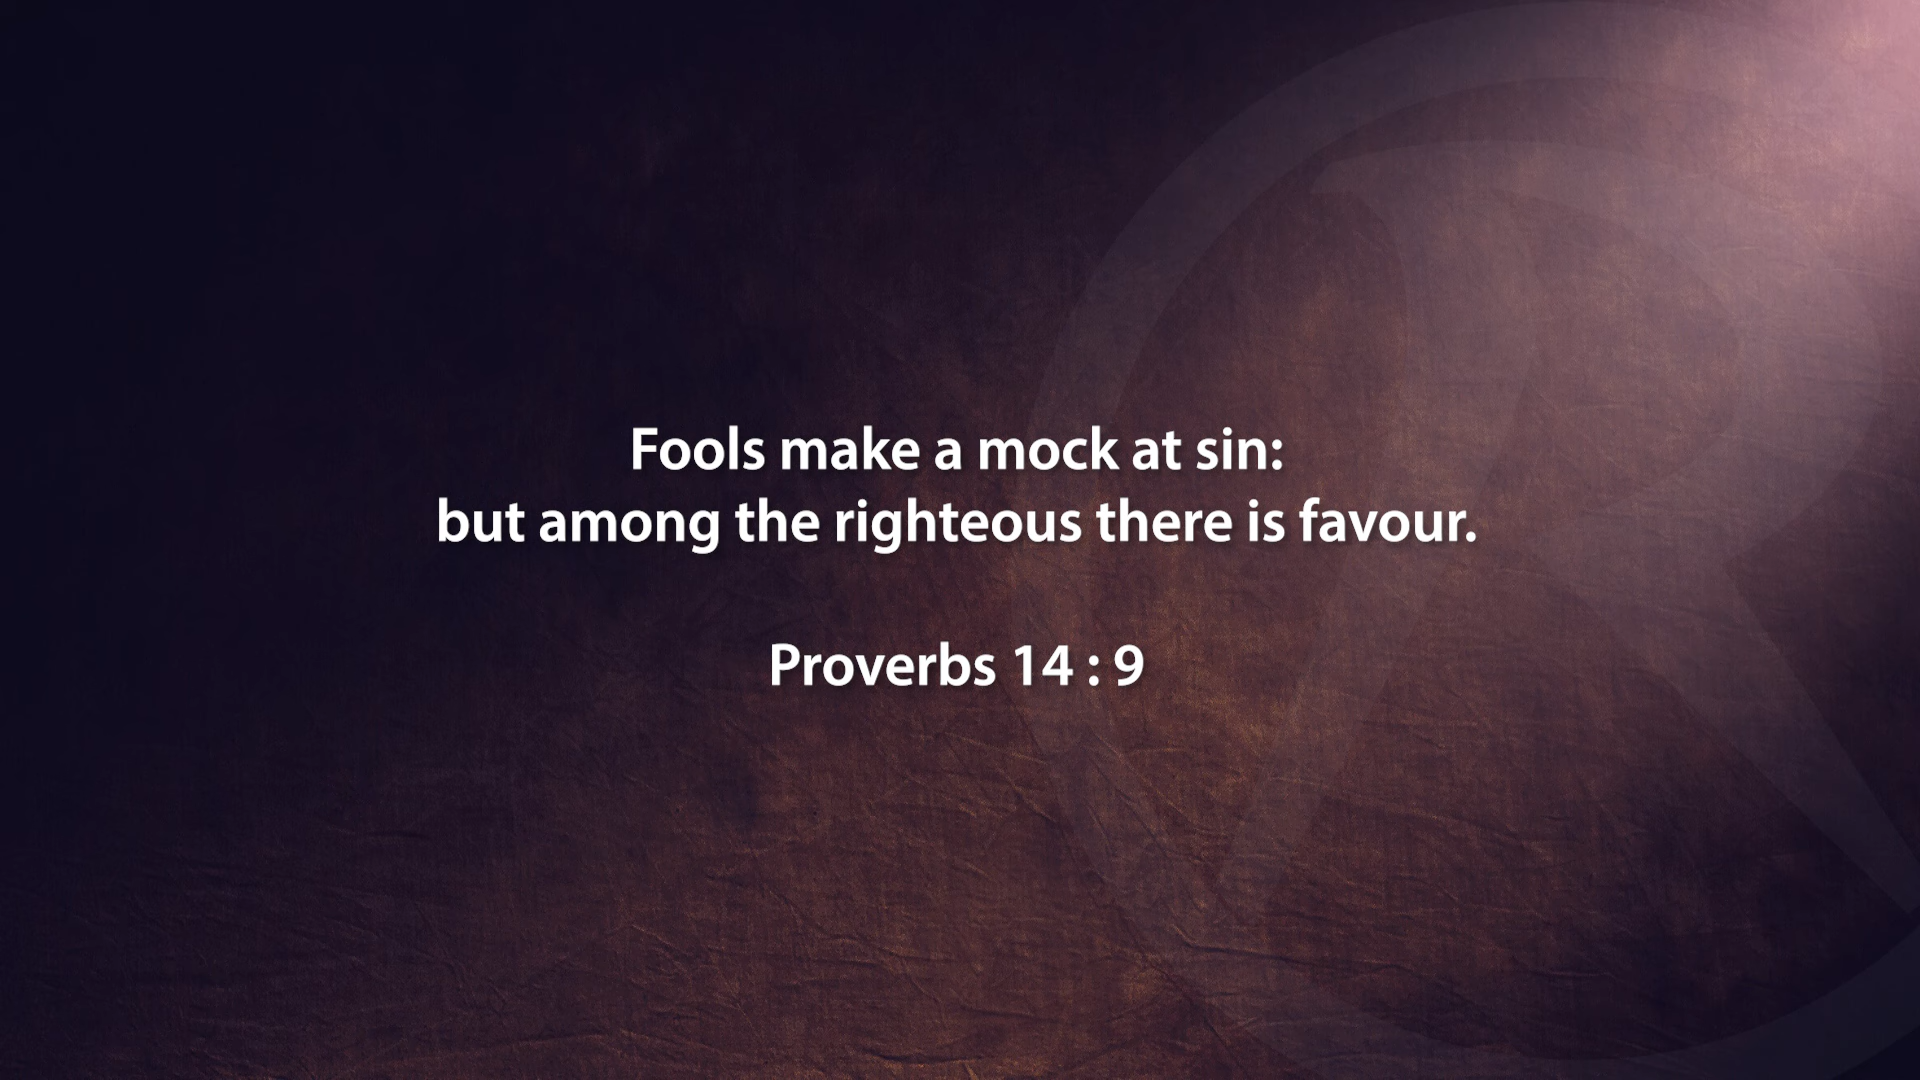 Fools make a mock at sin:
but among the righteous there is favour.
Proverbs 14 : 9